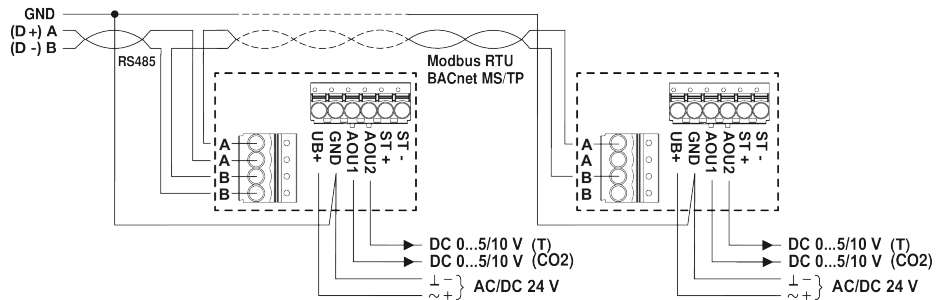 GND
(D +) A
(D -) B
RS485
Modbus RTU
BACnet MS/TP
A
A
B
B
UB+
GND
AOU1
AOU2
ST +
ST -
A
A
B
B
UB+
GND
AOU1
AOU2
ST +
ST -
DC 0...5/10 V (T)
DC 0...5/10 V (CO2)
⊥ −
~ + } AC/DC 24 V
DC 0...5/10 V (T)
DC 0...5/10 V (CO2)
⊥ −
~ + } AC/DC 24 V